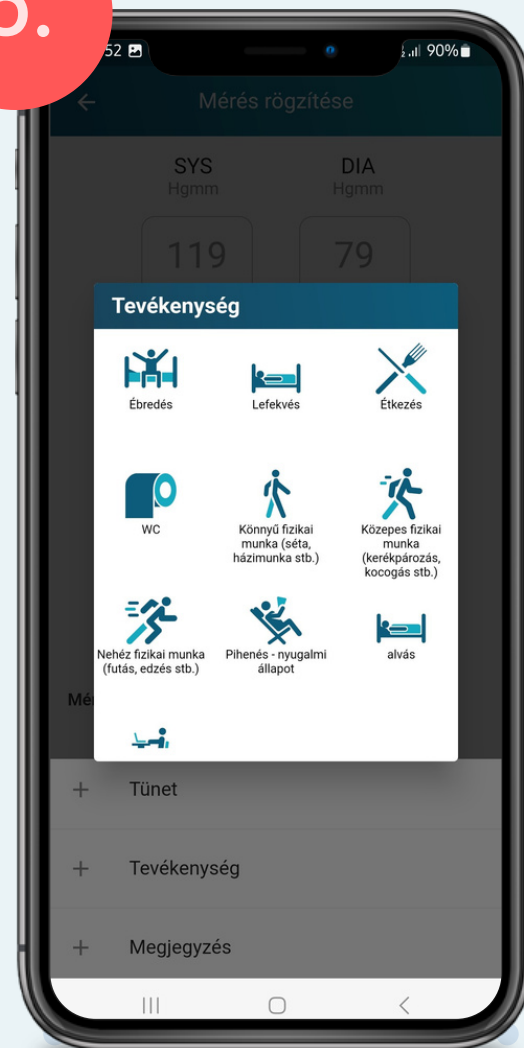 52
90%
Mérés rögzítése
SYS DIA
Hgmm Hgmm
119 79
Tevékenység
Ébredés Lefekvés Étkezés
WC
Könnyű fizikai
munka (séta,
házimunka stb.)
Közepes fizikai
munka
(kerékpározás,
kocogás stb.)
Nehéz fizikai munka
(futás, edzés stb.)
Pihenés - nyugalmi
állapot
alvás
+ Tünet
+ Tevékenység
+ Megjegyzés